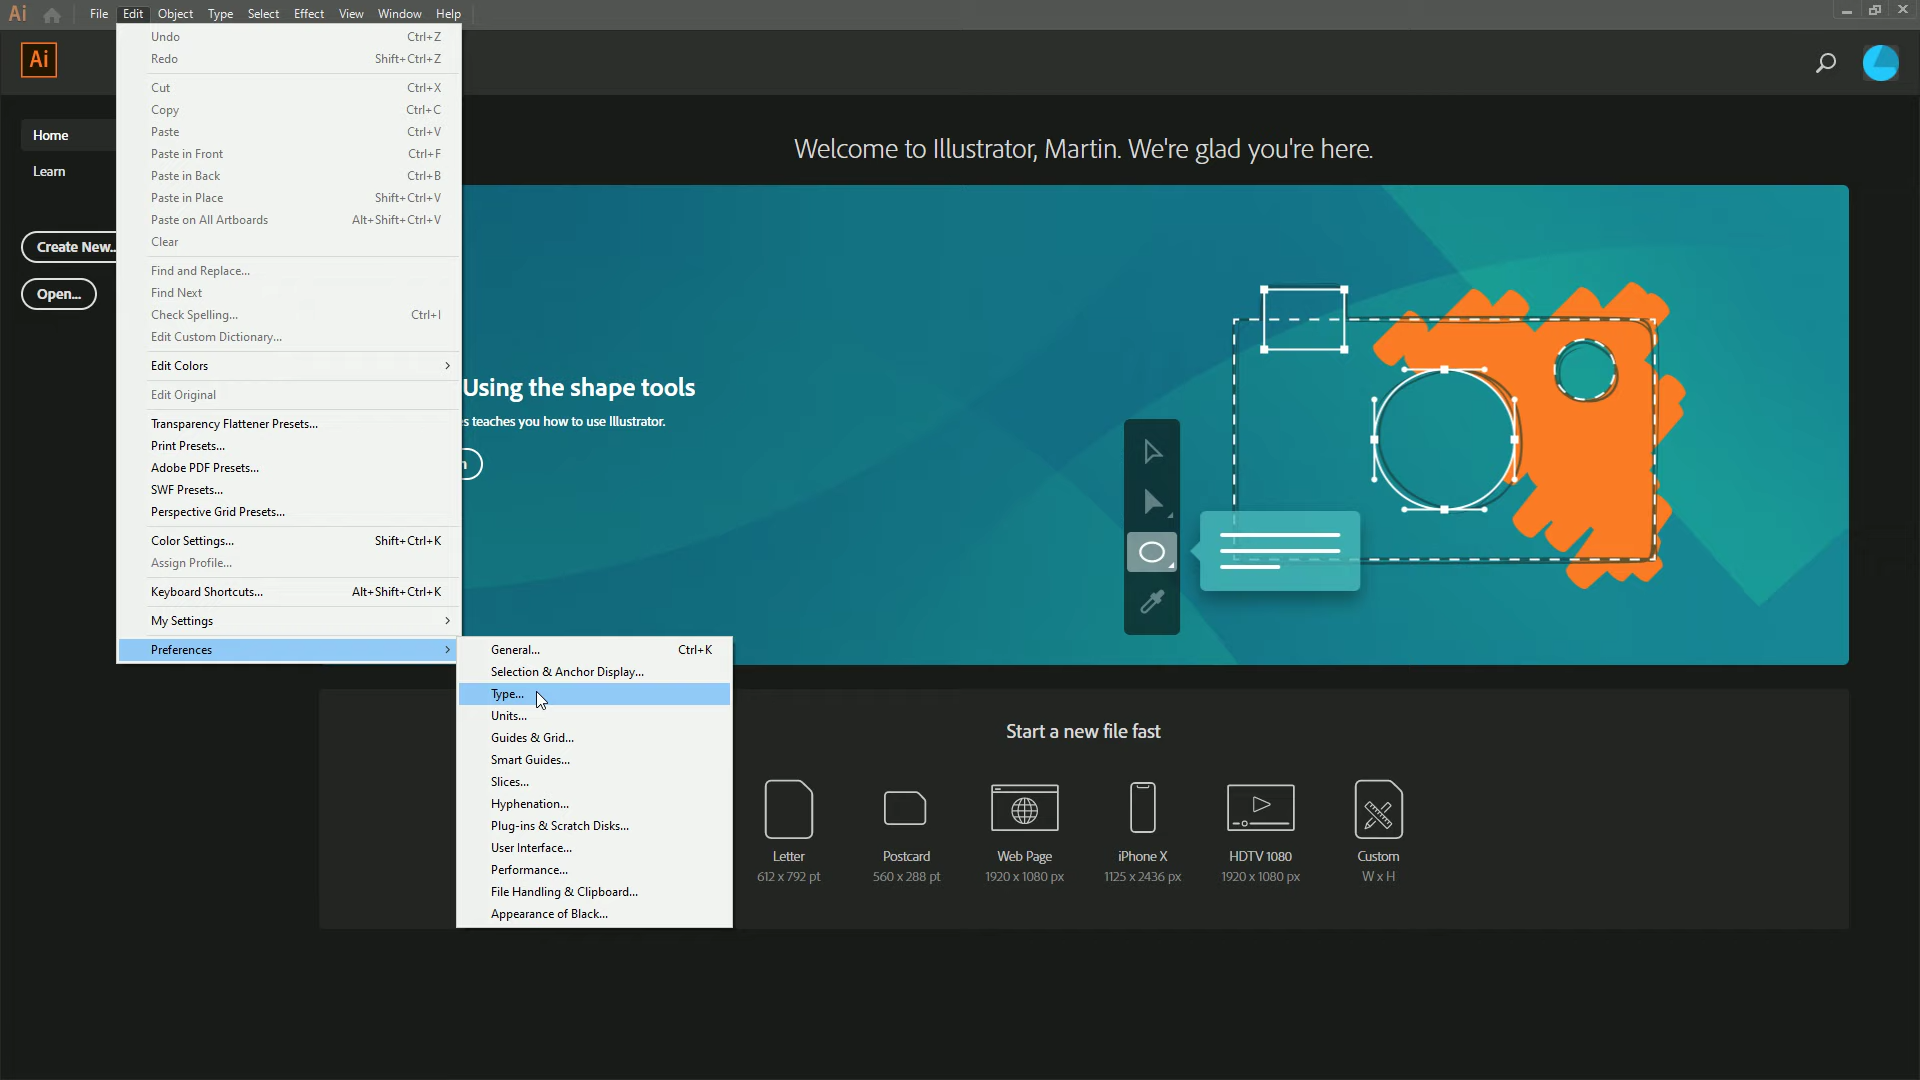 Ai File Edit Object Type Select Effect View Window Help
Ai
Home
Learn
Create New...
Open...
Undo Ctrl+Z
Redo Shift+Ctrl+Z
Cut Ctrl+X
Copy Ctrl+C
Paste Ctrl+V
Paste in Front Ctrl+F
Paste in Back Ctrl+B
Paste in Place Shift+Ctrl+V
Paste on All Artboards Alt+Shift+Ctrl+V
Clear
Find and Replace...
Find Next
Check Spelling... Ctrl+I
Edit Custom Dictionary...
Edit Colors
Edit Original
Transparency Flattener Presets...
Print Presets...
Adobe PDF Presets...
SWF Presets...
Perspective Grid Presets...
Color Settings... Shift+Ctrl+K
Assign Profile...
Keyboard Shortcuts... Alt+Shift+Ctrl+K
My Settings
Preferences
General... Ctrl+K
Selection & Anchor Display...
Type...
Units...
Guides & Grid...
Smart Guides...
Slices...
Hyphenation...
Plug-ins & Scratch Disks...
User Interface...
Performance...
File Handling & Clipboard...
Appearance of Black...
Welcome to Illustrator, Martin. We're glad you're here.
Using the shape tools
s teaches you how to use Illustrator.
Start a new file fast
Letter
612 x 792 pt
Postcard
560 x 288 pt
Web Page
1920 x 1080 px
iPhone X
1125 x 2436 px
HDTV 1080
1920 x 1080 px
Custom
W x H